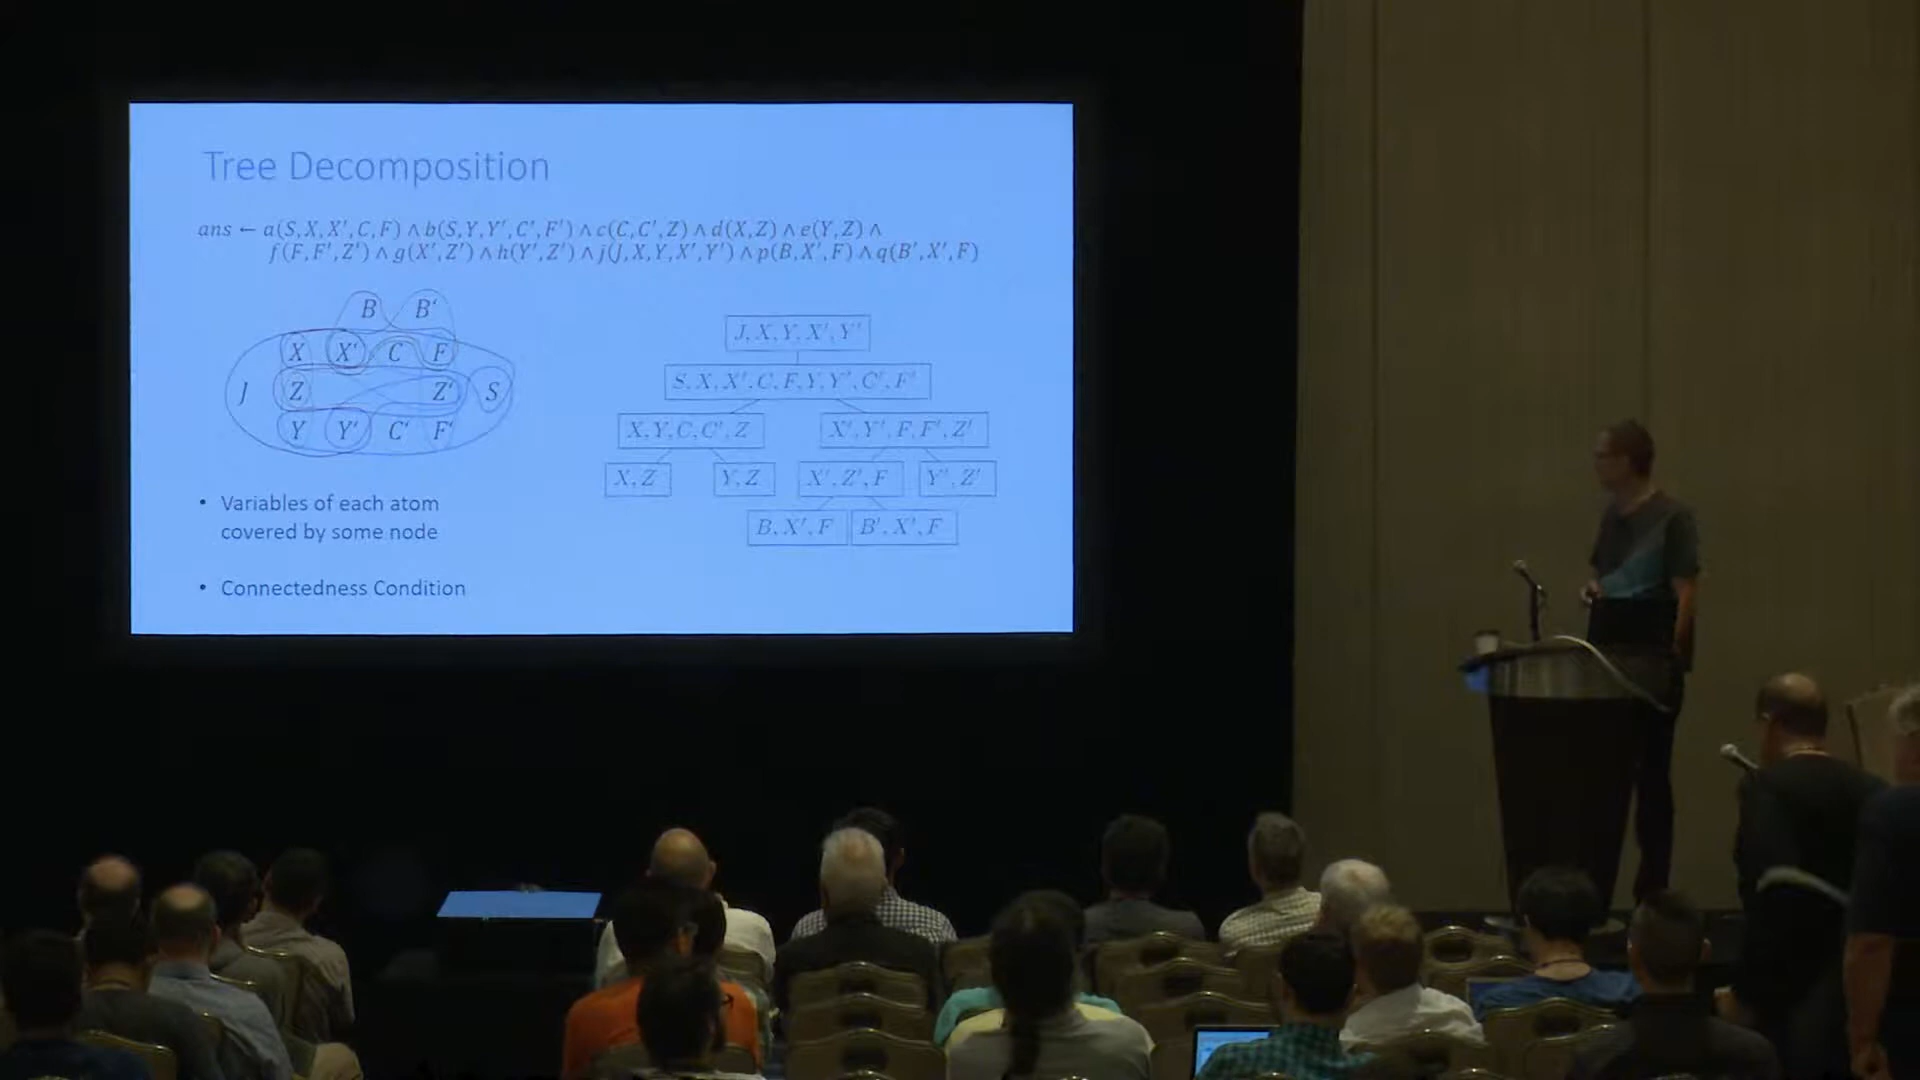 Tree Decomposition
ans ← a(S,X,X′,C,F) ∧ b(S,Y,Y′,C′,F′) ∧ c(C,C′,Z) ∧ d(X,Z) ∧ e(Y,Z) ∧
f(F,F′,Z′) ∧ g(X′,Z′) ∧ h(Y′,Z′) ∧ j(J,X,Y,X′,Y′) ∧ p(B,X′,F) ∧ q(B′,X′,F)
B B'
X X' C F
J Z Z' S
Y Y' C' F'
J,X,Y,X′,Y′
S,X,X′,C,F,Y,Y′,C′,F′
X,Y,C,C′,Z X′,Y′,F,F′,Z′
X,Z Y,Z X′,Z′,F Y′,Z′
B,X′,F B′,X′,F
• Variables of each atom
covered by some node
• Connectedness Condition